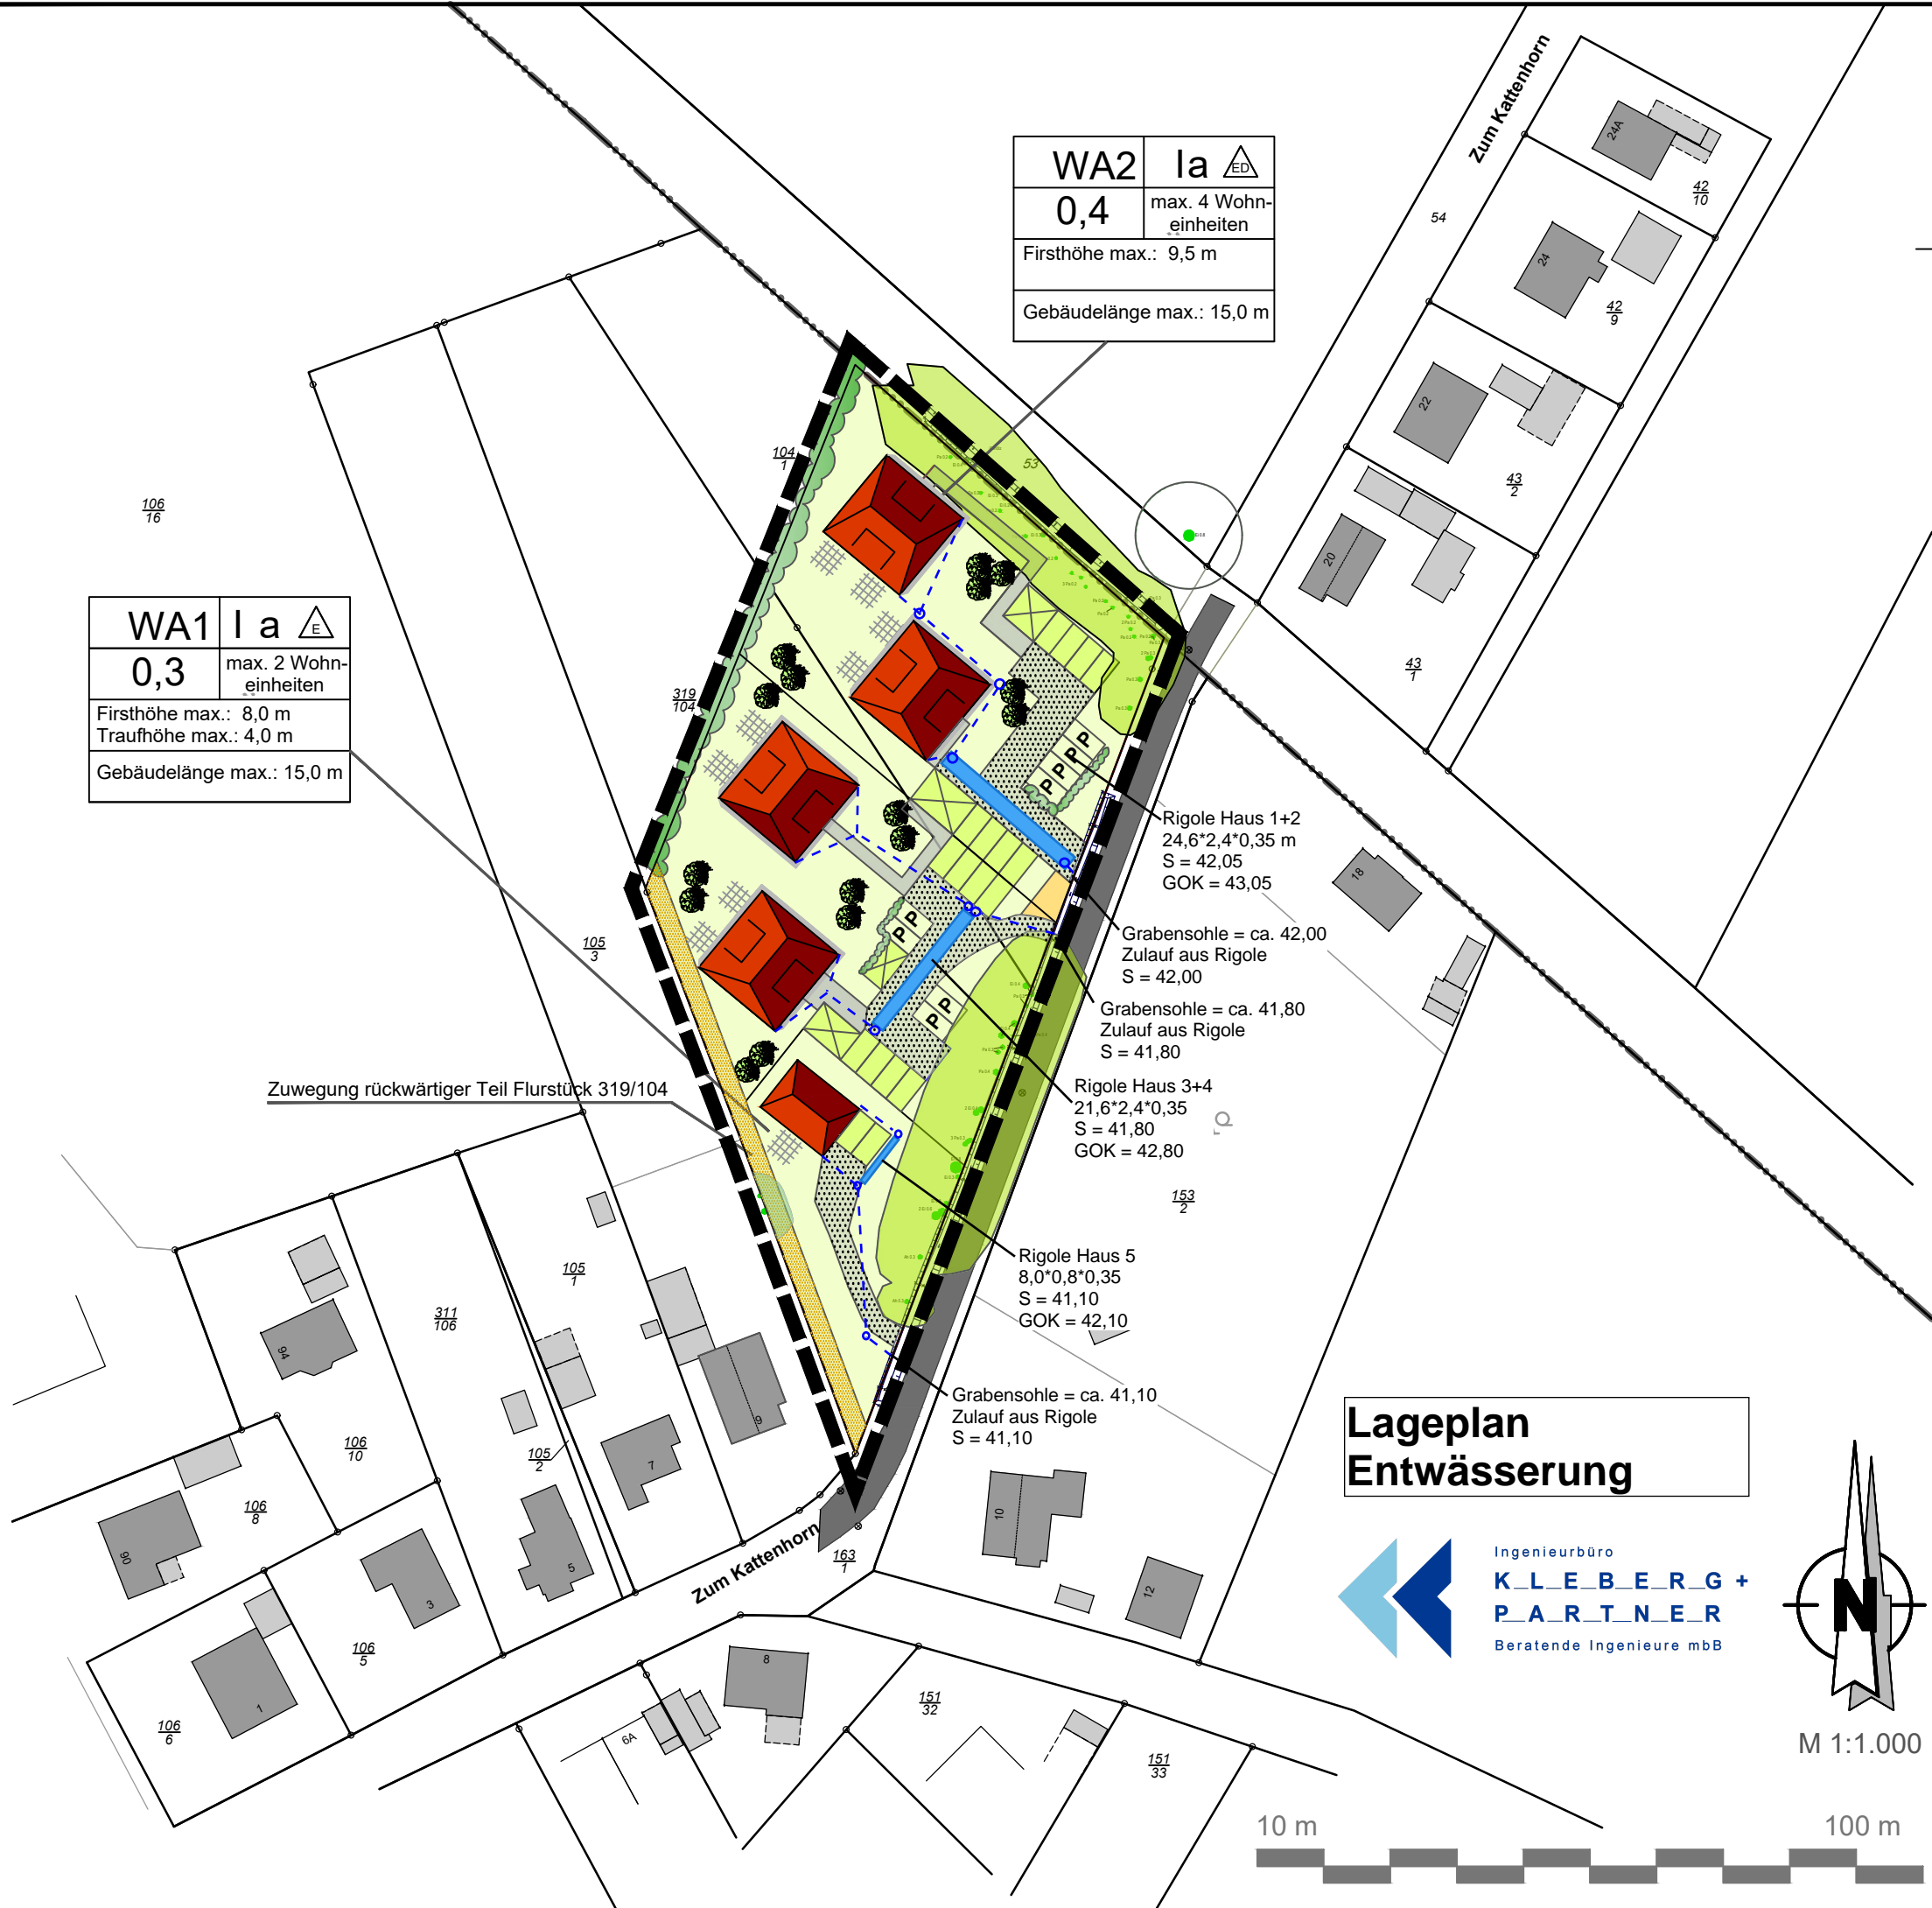 Zum Kattenhorn
24A
42
10
54
24
42
9
22
43
2
20
43
1
WA2
Ia
ED
0,4
max. 4 Wohn-
einheiten
Firsthöhe max.: 9,5 m
Gebäudelänge max.: 15,0 m
53
104
1
106
16
319
104
WA1
I a
E
0,3
max. 2 Wohn-
einheiten
Firsthöhe max.: 8,0 m
Traufhöhe max.: 4,0 m
Gebäudelänge max.: 15,0 m
P P P P
Rigole Haus 1+2
24,6*2,4*0,35 m
S = 42,05
GOK = 43,05
18
P P
P P
Grabensohle = ca. 42,00
Zulauf aus Rigole
S = 42,00
105
3
Grabensohle = ca. 41,80
Zulauf aus Rigole
S = 41,80
Zuwegung rückwärtiger Teil Flurstück 319/104
Rigole Haus 3+4
21,6*2,4*0,35
S = 41,80
GOK = 42,80
153
2
Rigole Haus 5
8,0*0,8*0,35
S = 41,10
GOK = 42,10
105
1
311
106
94
9
Grabensohle = ca. 41,10
Zulauf aus Rigole
S = 41,10
106
10
105
2
7
106
8
90
5
3
106
5
1
106
6
Zum Kattenhorn
163
1
10
12
8
6A
151
32
151
33
Lageplan
Entwässerung
Ingenieurbüro
K_L_E_B_E_R_G +
P_A_R_T_N_E_R
Beratende Ingenieure mbB
N
M 1:1.000
10 m
100 m